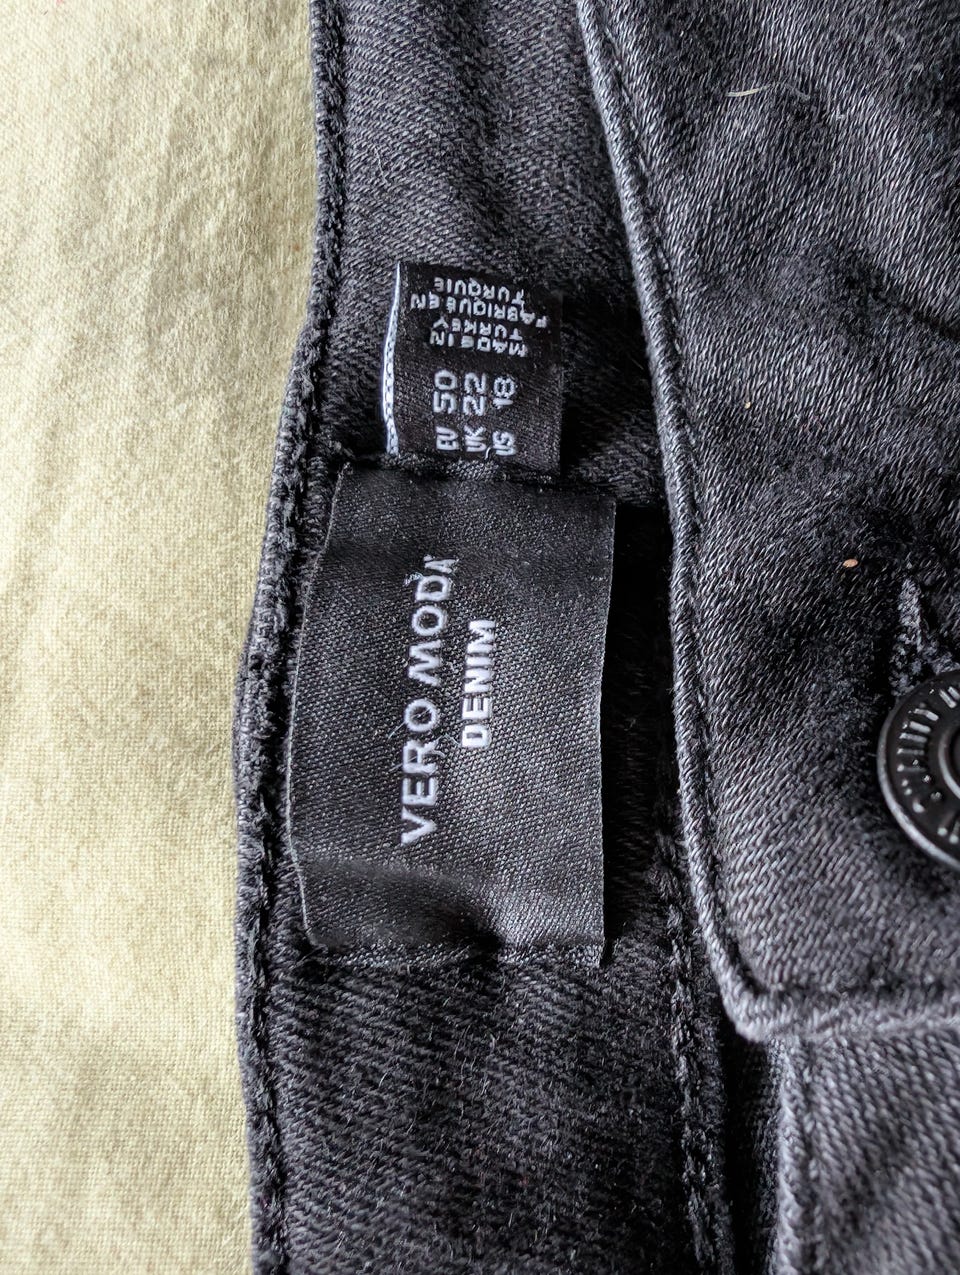 EU 50
UK 22
US 18
MADE IN
TURKEY
FABRIQUE EN
TURQUIE
VERO MODA
DENIM